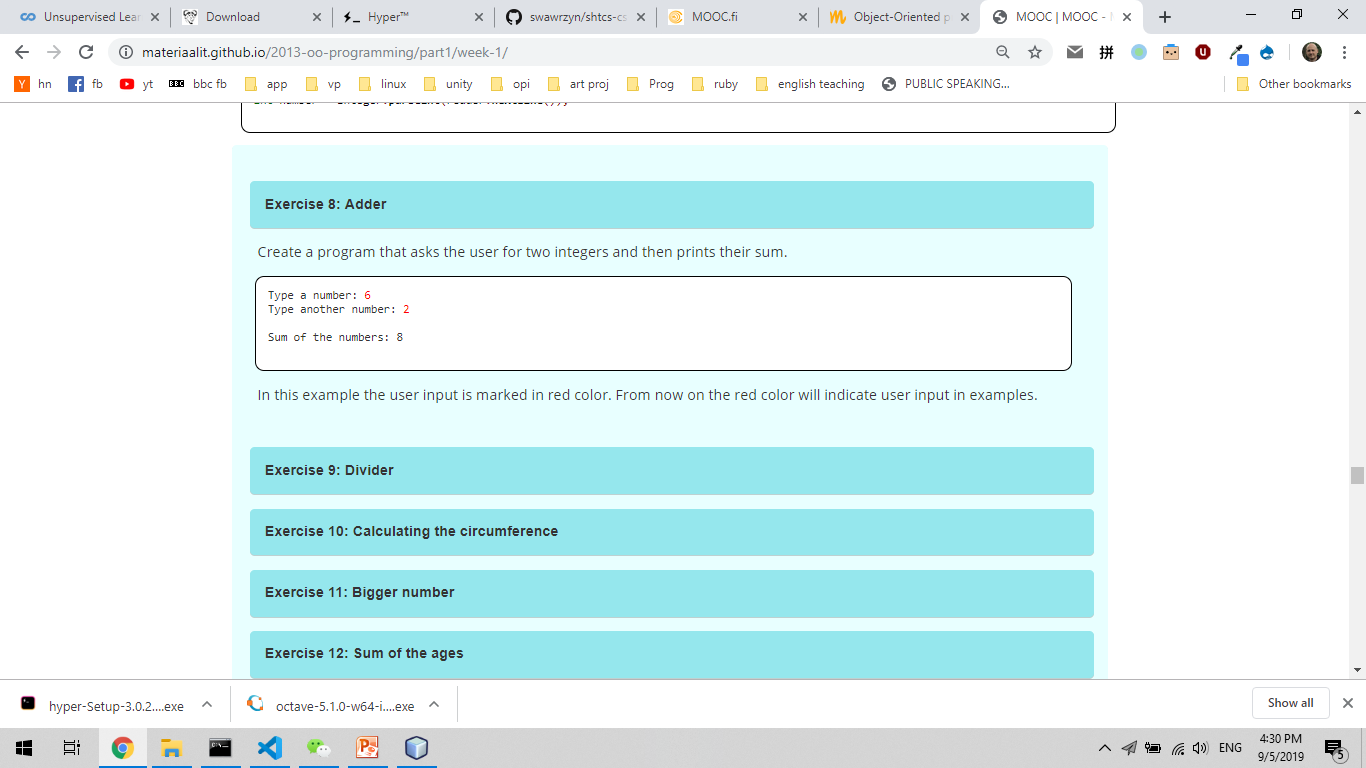 Unsupervised Lear
Download
Hyper™
swawrzyn/shtcs-cs
MOOC.fi
Object-Oriented p
MOOC | MOOC -
materiaalit.github.io/2013-oo-programming/part1/week-1/
hn
fb
yt
BBC
bbc fb
app
vp
linux
unity
opi
art proj
Prog
ruby
english teaching
PUBLIC SPEAKING...
Other bookmarks
Exercise 8: Adder
Create a program that asks the user for two integers and then prints their sum.
Type a number: 6
Type another number: 2
Sum of the numbers: 8
In this example the user input is marked in red color. From now on the red color will indicate user input in examples.
Exercise 9: Divider
Exercise 10: Calculating the circumference
Exercise 11: Bigger number
Exercise 12: Sum of the ages
hyper-Setup-3.0.2....exe
octave-5.1.0-w64-i....exe
Show all
ENG
4:30 PM
9/5/2019
5